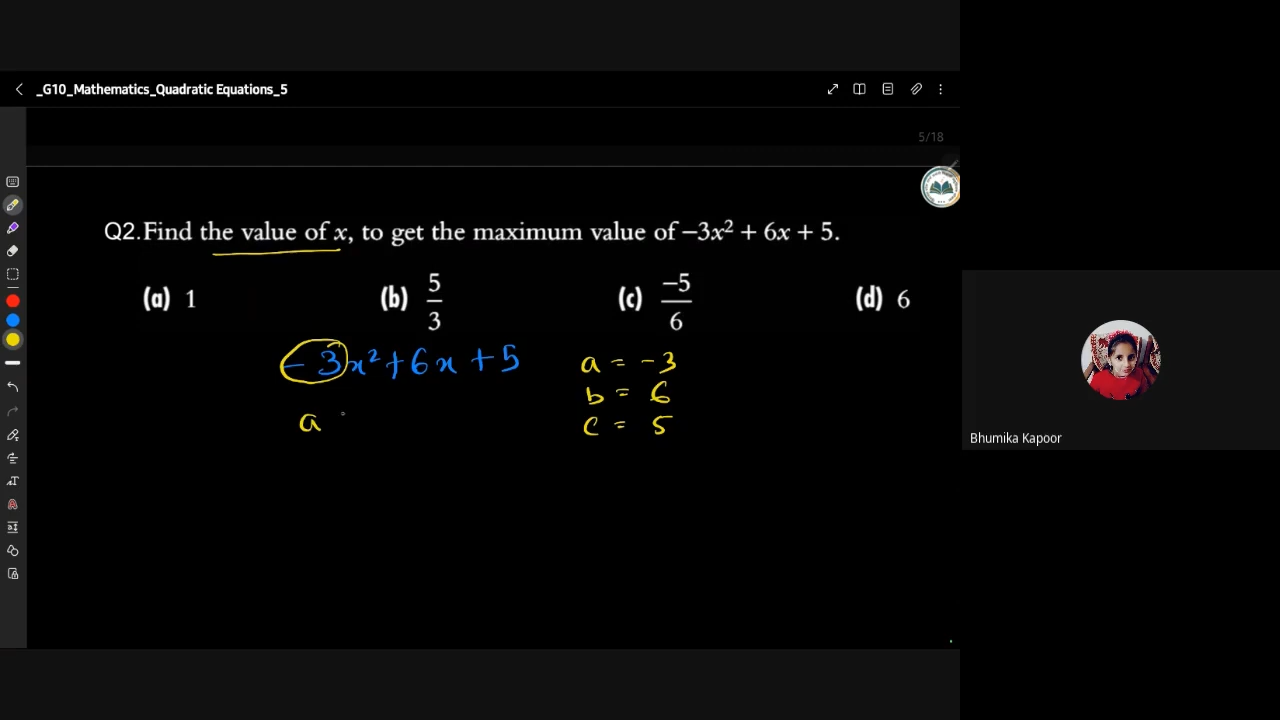 _G10_Mathematics_Quadratic Equations_5
5/18
Q2.Find the value of x, to get the maximum value of −3x² + 6x + 5.
(a) 1 (b) 5/3 (c) −5/6 (d) 6
−3x² + 6x + 5
a = −3
b = 6
c = 5
a
Bhumika Kapoor